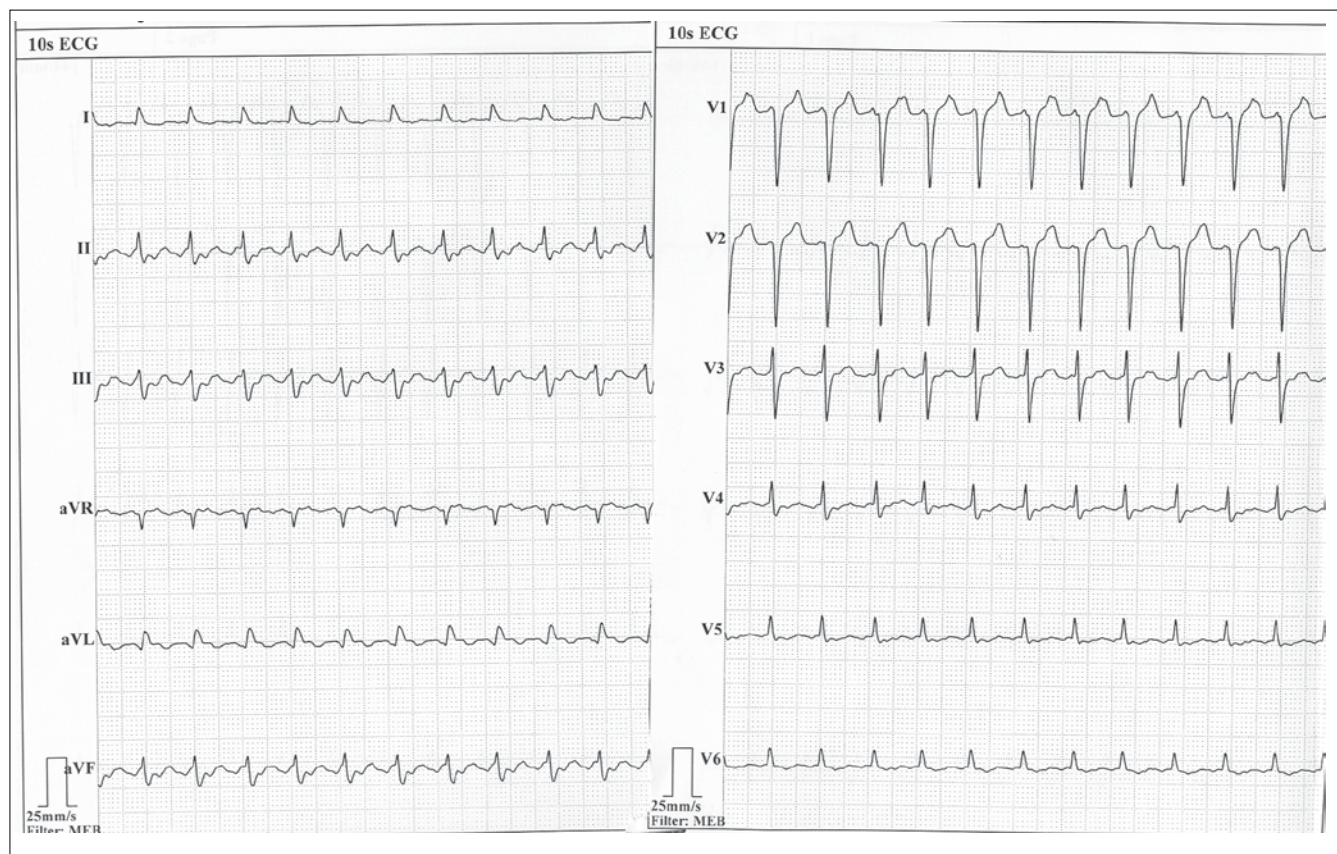 10s ECG
I
II
III
aVR
aVL
aVF
25mm/s
Filter: MEB
10s ECG
V1
V2
V3
V4
V5
V6
25mm/s
Filter: MEB